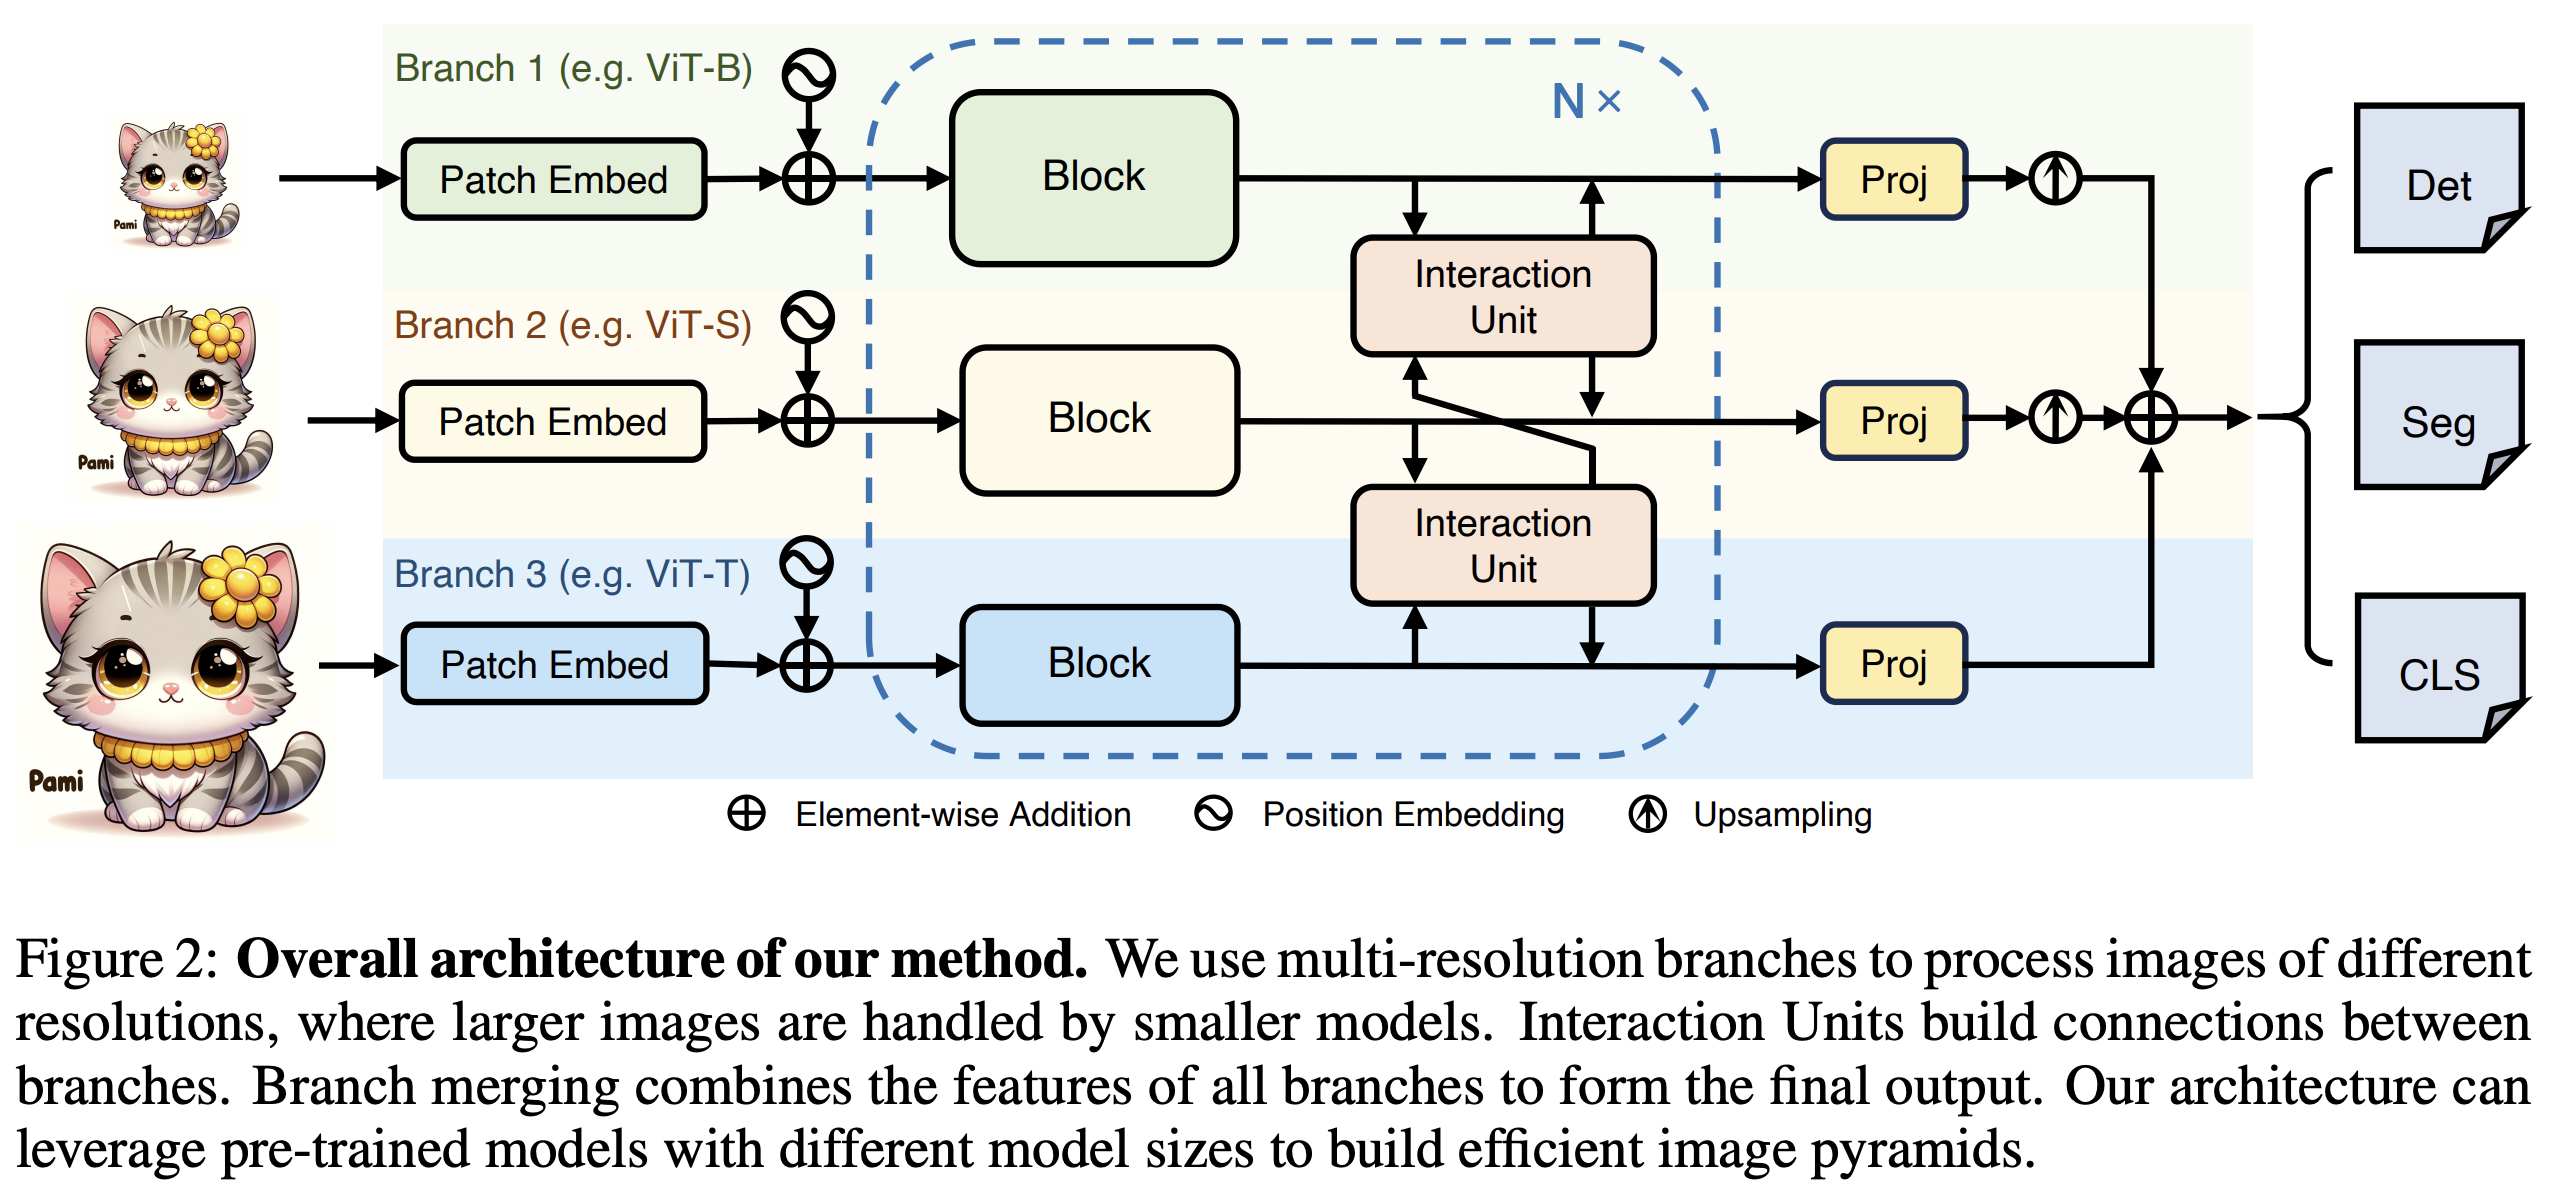 Branch 1 (e.g. ViT-B)
N ×
Patch Embed
Block
Proj
Det
Pami
Interaction
Unit
Branch 2 (e.g. ViT-S)
Patch Embed
Block
Proj
Seg
Pami
Interaction
Unit
Branch 3 (e.g. ViT-T)
Patch Embed
Block
Proj
CLS
Pami
Element-wise Addition
Position Embedding
Upsampling
Figure 2: Overall architecture of our method. We use multi-resolution branches to process images of different
resolutions, where larger images are handled by smaller models. Interaction Units build connections between
branches. Branch merging combines the features of all branches to form the final output. Our architecture can
leverage pre-trained models with different model sizes to build efficient image pyramids.